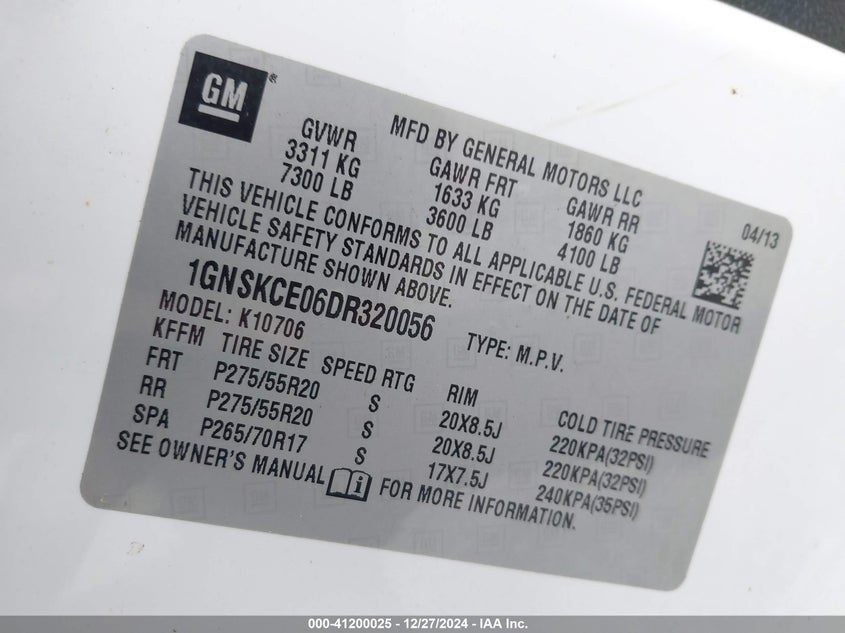 GM ®
MFD BY GENERAL MOTORS LLC
GVWR GAWR FRT GAWR RR
3311 KG 1633 KG 1860 KG
7300 LB 3600 LB 4100 LB
04/13
THIS VEHICLE CONFORMS TO ALL APPLICABLE U.S. FEDERAL MOTOR
VEHICLE SAFETY STANDARDS IN EFFECT ON THE DATE OF
MANUFACTURE SHOWN ABOVE.
1GNSKCE06DR320056 TYPE: M.P.V.
MODEL: K10706
KFFM TIRE SIZE SPEED RTG RIM COLD TIRE PRESSURE
FRT P275/55R20 S 20X8.5J 220KPA(32PSI)
RR P275/55R20 S 20X8.5J 220KPA(32PSI)
SPA P265/70R17 S 17X7.5J 240KPA(35PSI)
SEE OWNER'S MANUAL i FOR MORE INFORMATION.
000-41200025 - 12/27/2024 - IAA Inc.